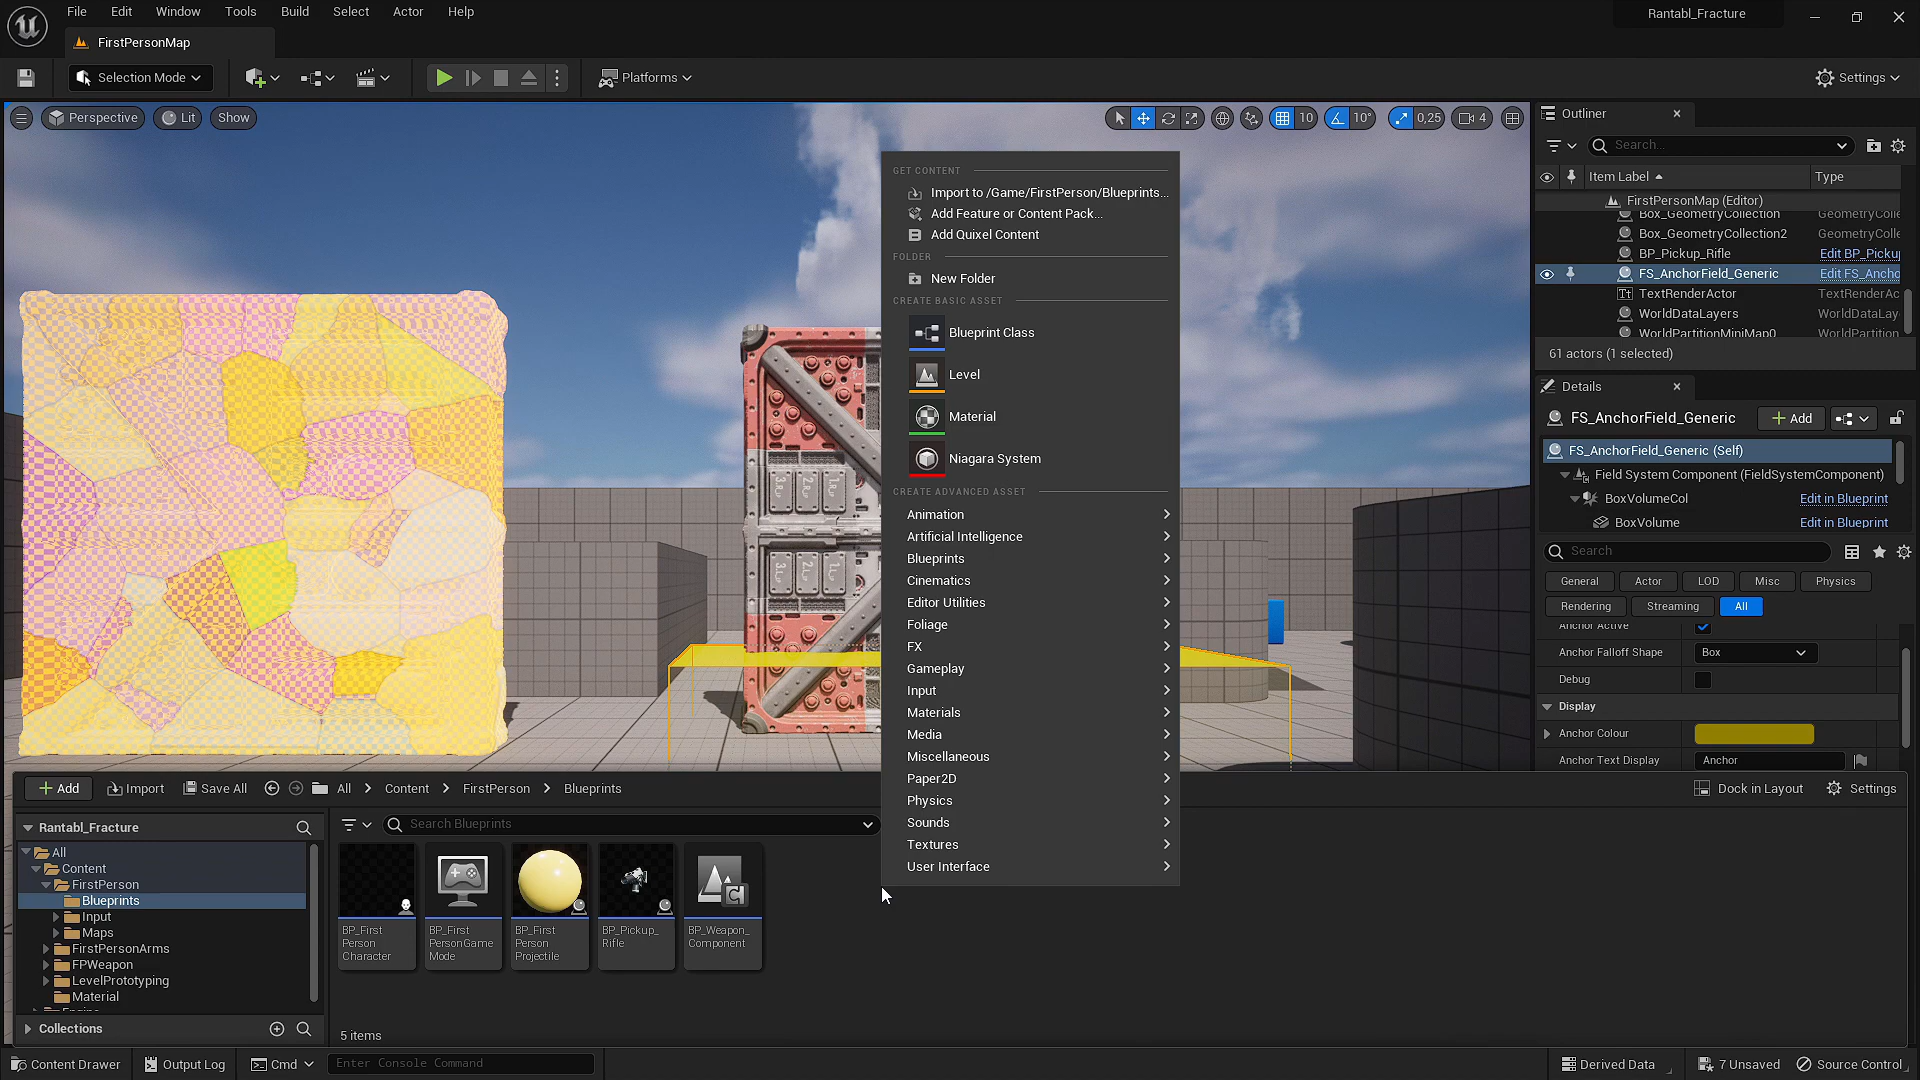 File Edit Window Tools Build Select Actor Help
Rantabl_Fracture
FirstPersonMap
Selection Mode
Platforms
Settings
Perspective Lit Show
10 10° 0,25 4
Outliner
Search...
Item Label Type
FirstPersonMap (Editor)
Box_GeometryCollection GeometryColle
Box_GeometryCollection2 GeometryColle
BP_Pickup_Rifle Edit BP_Picku
FS_AnchorField_Generic Edit FS_Ancho
TextRenderActor TextRenderAc
WorldDataLayers WorldDataLay
WorldPartitionMiniMap0 WorldPartition
61 actors (1 selected)
Details
FS_AnchorField_Generic
Add
FS_AnchorField_Generic (Self)
Field System Component (FieldSystemComponent)
BoxVolumeCol Edit in Blueprint
BoxVolume Edit in Blueprint
Search
General Actor LOD Misc Physics
Rendering Streaming All
Anchor Active
Anchor Falloff Shape Box
Debug
Display
Anchor Colour
Anchor Text Display Anchor
GET CONTENT
Import to /Game/FirstPerson/Blueprints...
Add Feature or Content Pack...
Add Quixel Content
FOLDER
New Folder
CREATE BASIC ASSET
Blueprint Class
Level
Material
Niagara System
CREATE ADVANCED ASSET
Animation
Artificial Intelligence
Blueprints
Cinematics
Editor Utilities
Foliage
FX
Gameplay
Input
Materials
Media
Miscellaneous
Paper2D
Physics
Sounds
Textures
User Interface
Add Import Save All All Content FirstPerson Blueprints
Dock in Layout Settings
Rantabl_Fracture
All
Content
FirstPerson
Blueprints
Input
Maps
FirstPersonArms
FPWeapon
LevelPrototyping
Material
Engine
Collections
Search Blueprints
BP_First
Person
Character
BP_First
PersonGame
Mode
BP_First
Person
Projectile
BP_Pickup_
Rifle
BP_Weapon_
Component
5 items
Content Drawer Output Log Cmd Enter Console Command
Derived Data 7 Unsaved Source Control